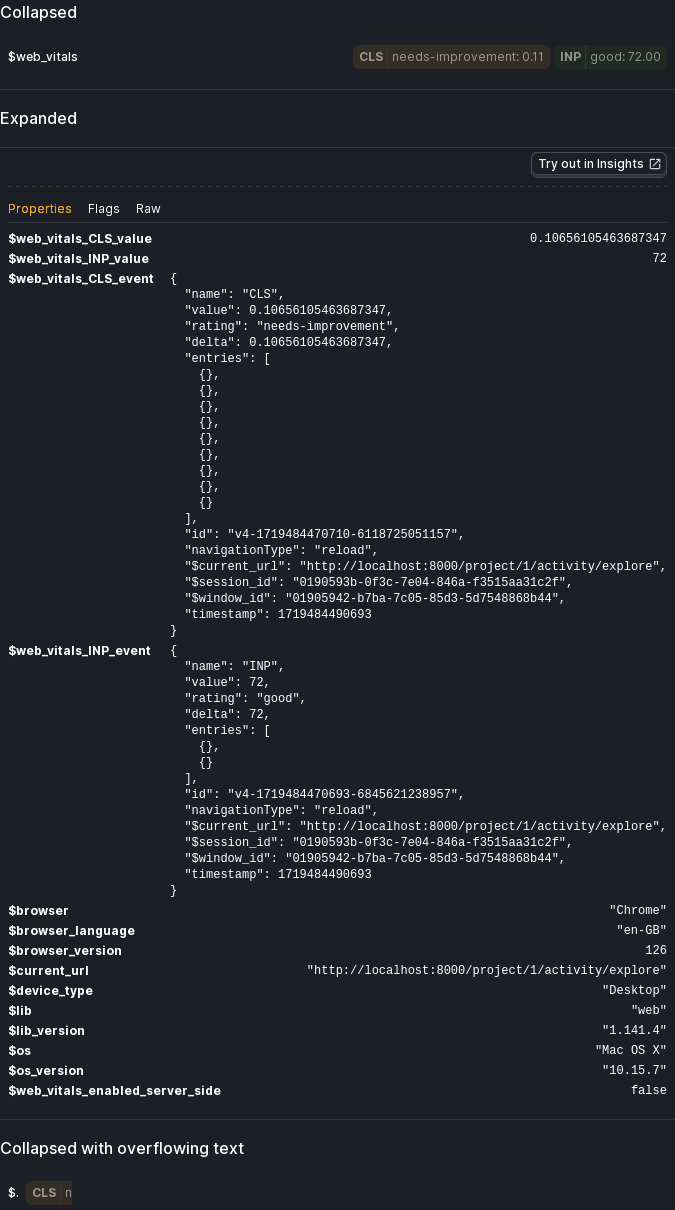 Collapsed
$web_vitals CLS needs-improvement: 0.11 INP good: 72.00
Expanded
Try out in Insights
Properties Flags Raw
$web_vitals_CLS_value 0.10656105463687347
$web_vitals_INP_value 72
$web_vitals_CLS_event {
"name": "CLS",
"value": 0.10656105463687347,
"rating": "needs-improvement",
"delta": 0.10656105463687347,
"entries": [
{},
{},
{},
{},
{},
{},
{},
{},
{}
],
"id": "v4-1719484470710-6118725051157",
"navigationType": "reload",
"$current_url": "http://localhost:8000/project/1/activity/explore",
"$session_id": "0190593b-0f3c-7e04-846a-f3515aa31c2f",
"$window_id": "01905942-b7ba-7c05-85d3-5d7548868b44",
"timestamp": 1719484490693
}
$web_vitals_INP_event {
"name": "INP",
"value": 72,
"rating": "good",
"delta": 72,
"entries": [
{},
{}
],
"id": "v4-1719484470693-6845621238957",
"navigationType": "reload",
"$current_url": "http://localhost:8000/project/1/activity/explore",
"$session_id": "0190593b-0f3c-7e04-846a-f3515aa31c2f",
"$window_id": "01905942-b7ba-7c05-85d3-5d7548868b44",
"timestamp": 1719484490693
}
$browser "Chrome"
$browser_language "en-GB"
$browser_version 126
$current_url "http://localhost:8000/project/1/activity/explore"
$device_type "Desktop"
$lib "web"
$lib_version "1.141.4"
$os "Mac OS X"
$os_version "10.15.7"
$web_vitals_enabled_server_side false
Collapsed with overflowing text
$. CLS n